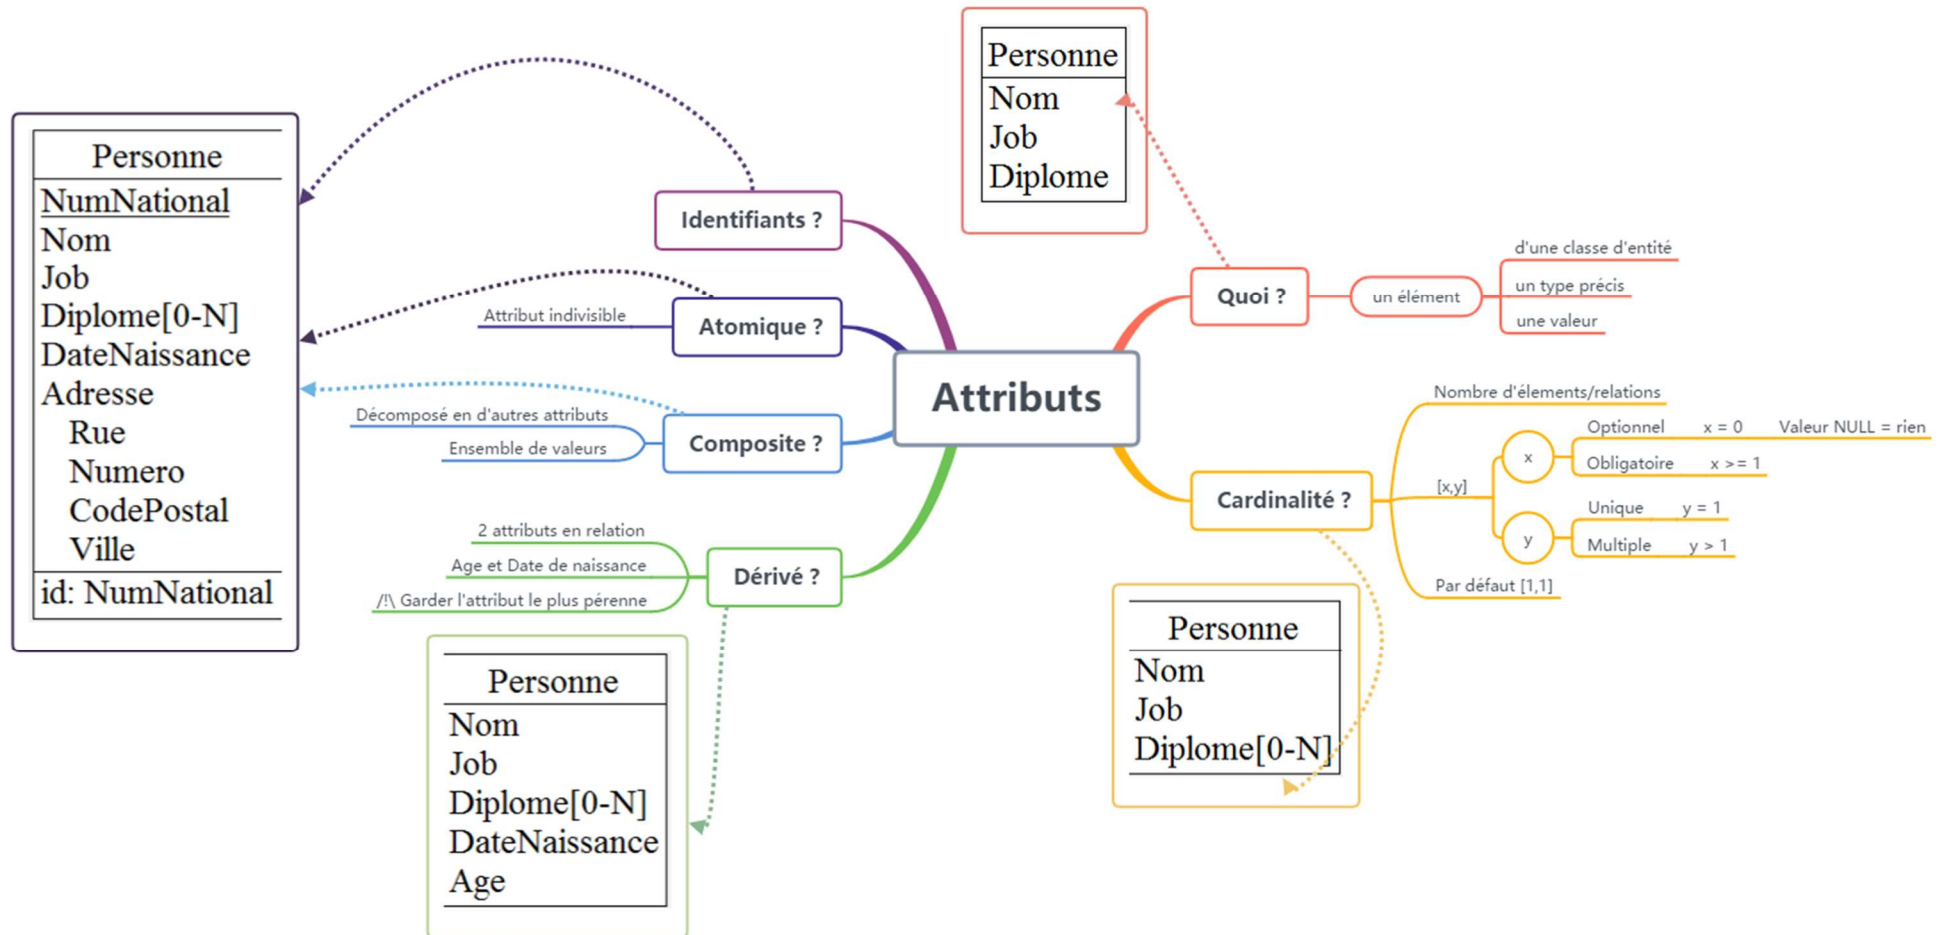 Attributs
Quoi ?
un élément
d'une classe d'entité
un type précis
une valeur
Personne
Nom
Job
Diplome
Cardinalité ?
Nombre d'élements/relations
[x,y]
x
Optionnel x = 0 Valeur NULL = rien
Obligatoire x >= 1
y
Unique y = 1
Multiple y > 1
Par défaut [1,1]
Personne
Nom
Job
Diplome[0-N]
Identifiants ?
Atomique ?
Attribut indivisible
Composite ?
Décomposé en d'autres attributs
Ensemble de valeurs
Personne
NumNational
Nom
Job
Diplome[0-N]
DateNaissance
Adresse
Rue
Numero
CodePostal
Ville
id: NumNational
Dérivé ?
2 attributs en relation
Age et Date de naissance
/!\ Garder l'attribut le plus pérenne
Personne
Nom
Job
Diplome[0-N]
DateNaissance
Age